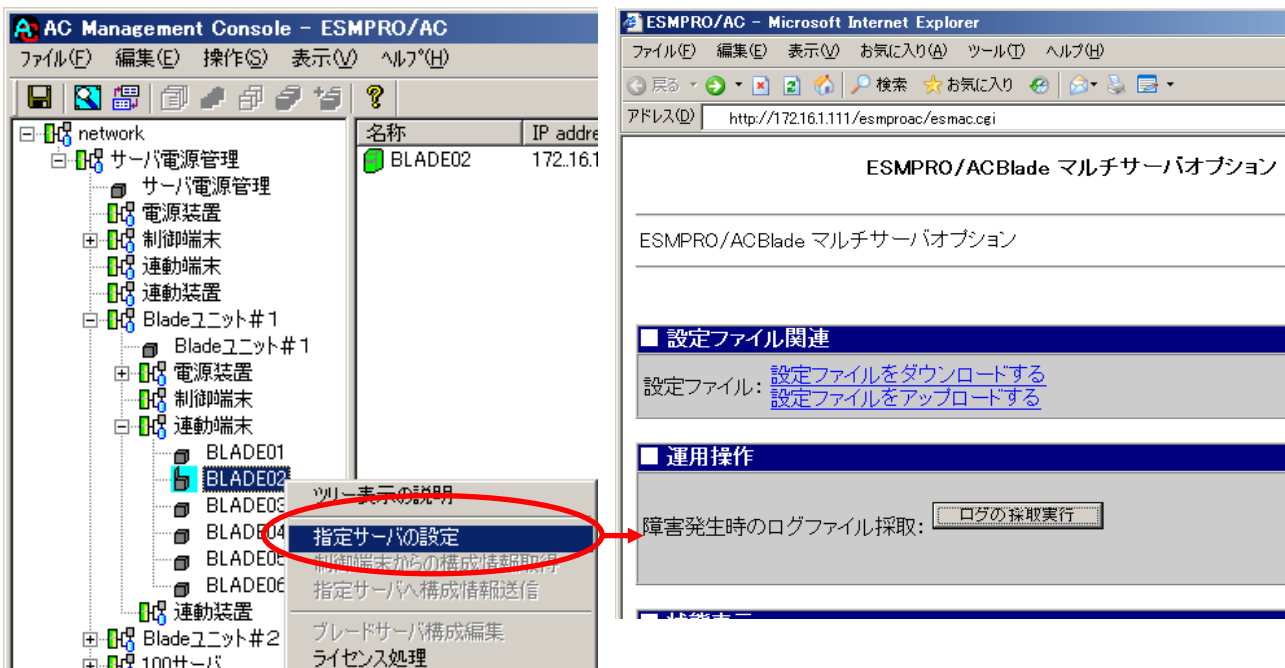 AC Management Console - ESMPRO/AC
ファイル(F) 編集(E) 操作(S) 表示(V) ヘルプ(H)
network
サーバ電源管理
サーバ電源管理
電源装置
制御端末
連動端末
連動装置
Bladeユニット#1
Bladeユニット#1
電源装置
制御端末
連動端末
BLADE01
BLADE02
BLADE03
BLADE04
BLADE05
BLADE06
連動装置
Bladeユニット#2
100サーバ
名称 IP addre
BLADE02 172.16.1
ツリー表示の説明
指定サーバの設定
制御端末からの構成情報取得
指定サーバへ構成情報送信
ブレードサーバ構成編集
ライセンス処理
ESMPRO/AC - Microsoft Internet Explorer
ファイル(F) 編集(E) 表示(V) お気に入り(A) ツール(T) ヘルプ(H)
戻る 検索 お気に入り
アドレス(D) http://172.16.1.111/esmproac/esmac.cgi
ESMPRO/ACBlade マルチサーバオプション
ESMPRO/ACBlade マルチサーバオプション
■ 設定ファイル関連
設定ファイル: 設定ファイルをダウンロードする
設定ファイルをアップロードする
■ 運用操作
障害発生時のログファイル採取: ログの採取実行
■ 状態表示